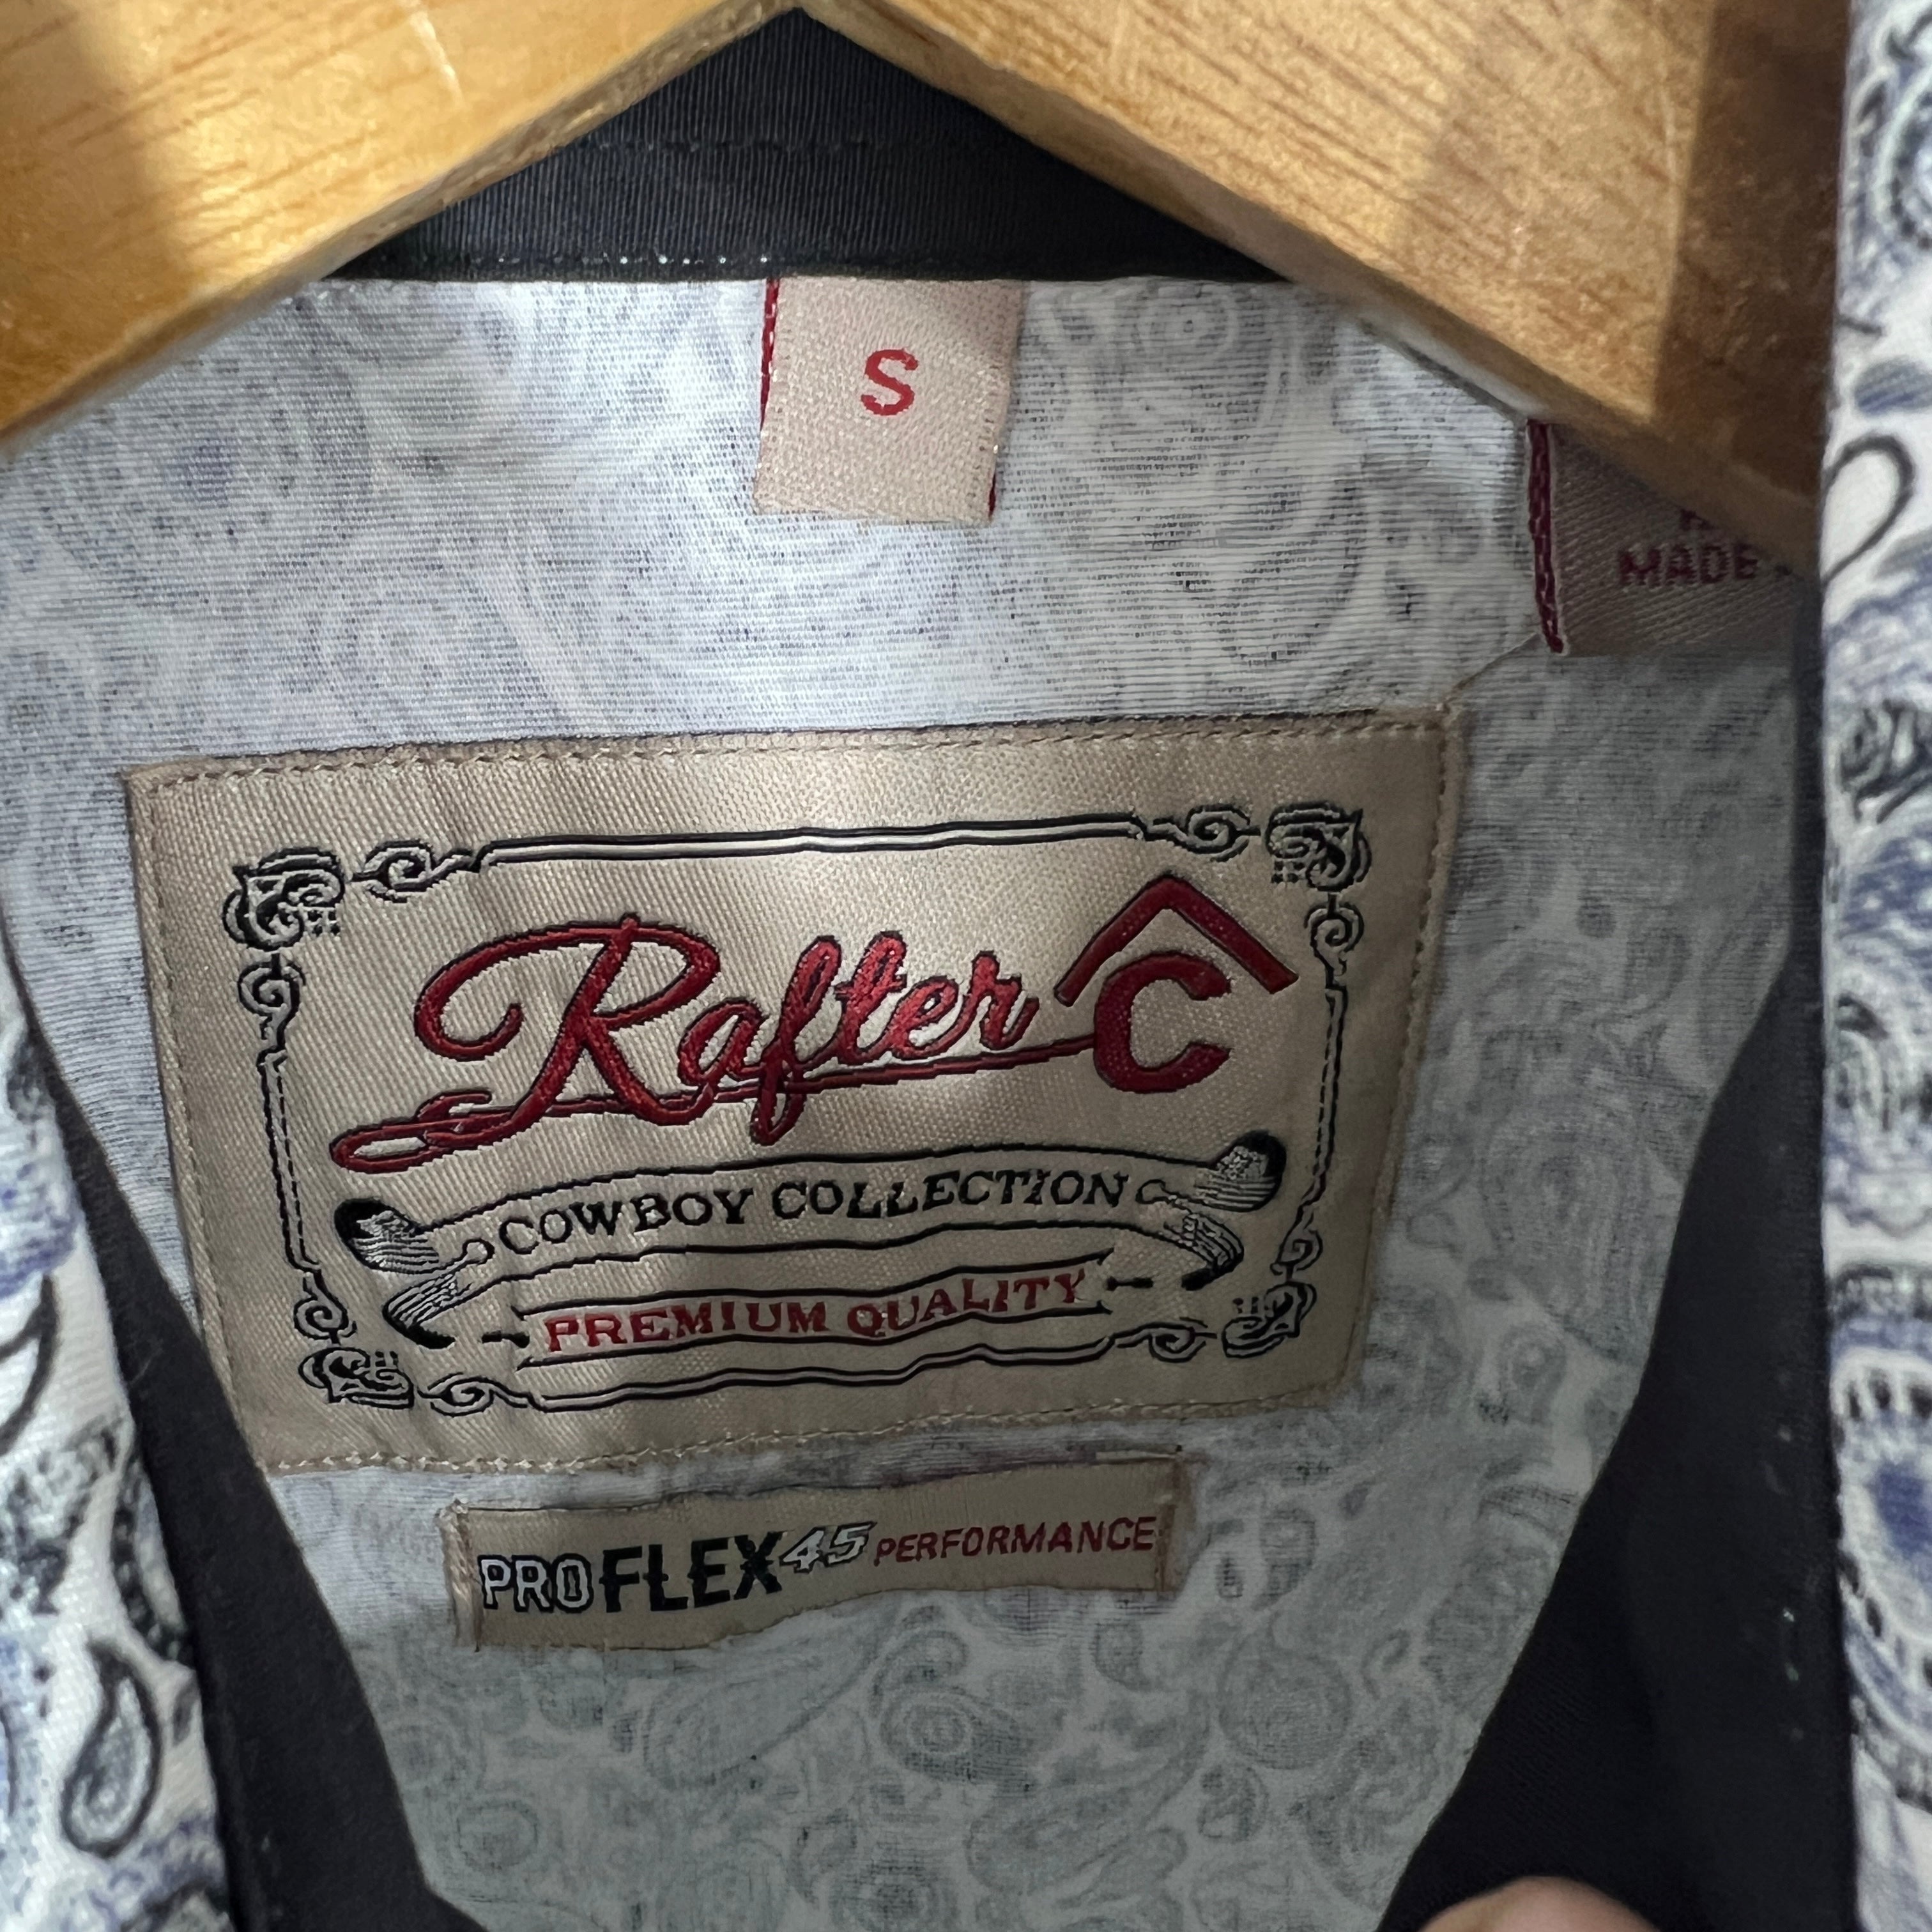 S
MADE
Rafter C
COWBOY COLLECTION
PREMIUM QUALITY
PROFLEX45 PERFORMANCE